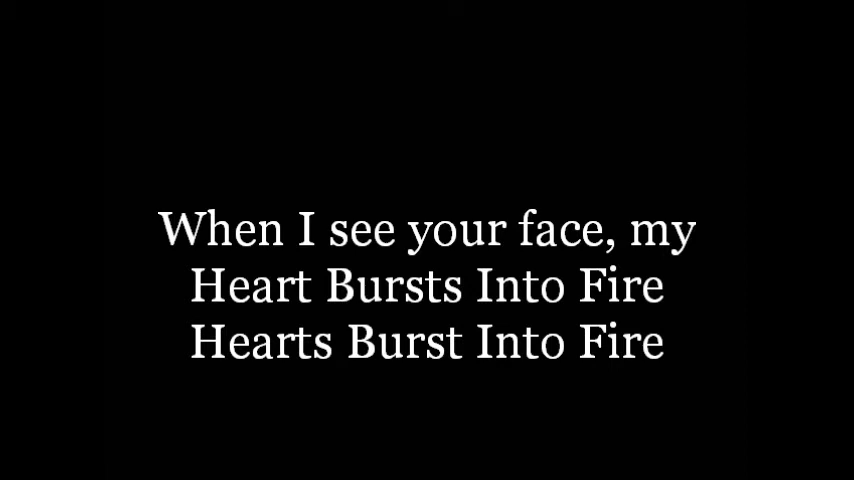 When I see your face, my
Heart Bursts Into Fire
Hearts Burst Into Fire